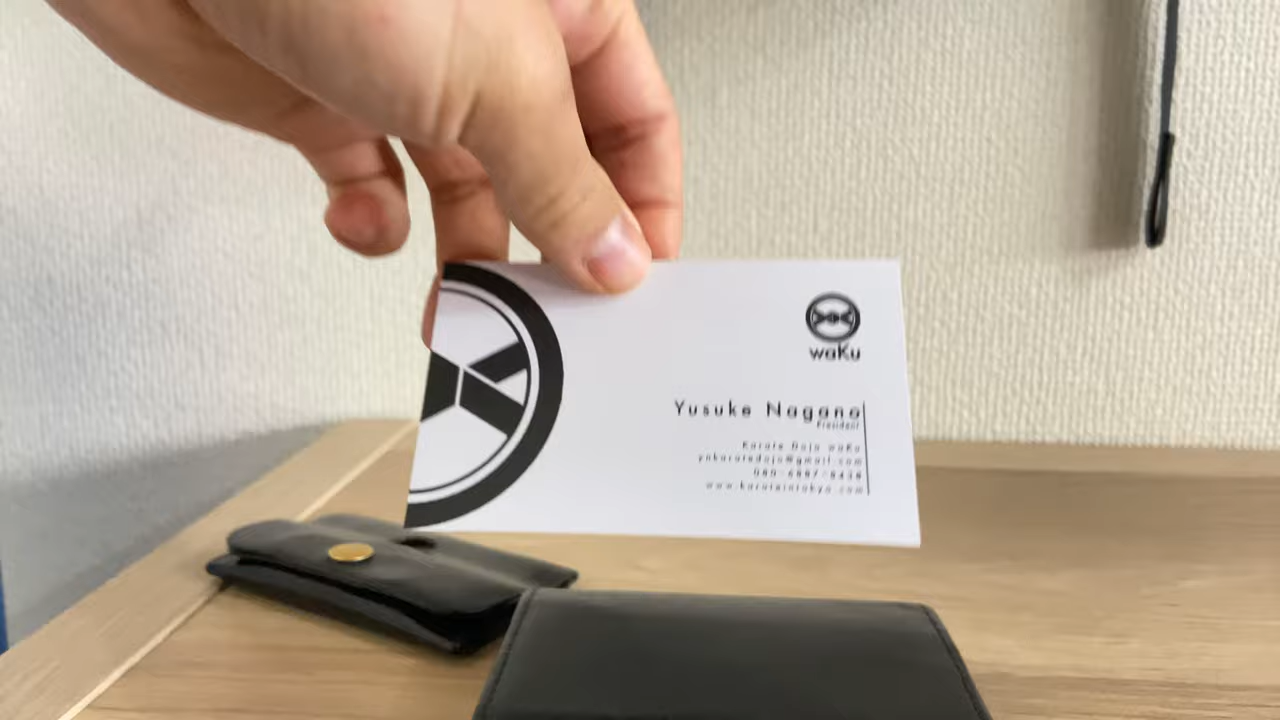 waKu
Yusuke Nagano
President
Karate Dojo waKu
ynkaratedojo@gmail.com
www.karateintokyo.com